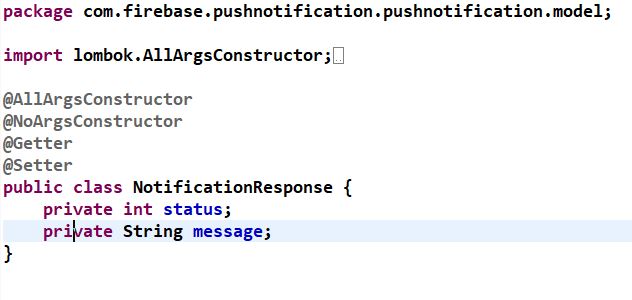 package com.firebase.pushnotification.pushnotification.model;
import lombok.AllArgsConstructor;
@AllArgsConstructor
@NoArgsConstructor
@Getter
@Setter
public class NotificationResponse {
private int status;
private String message;
}